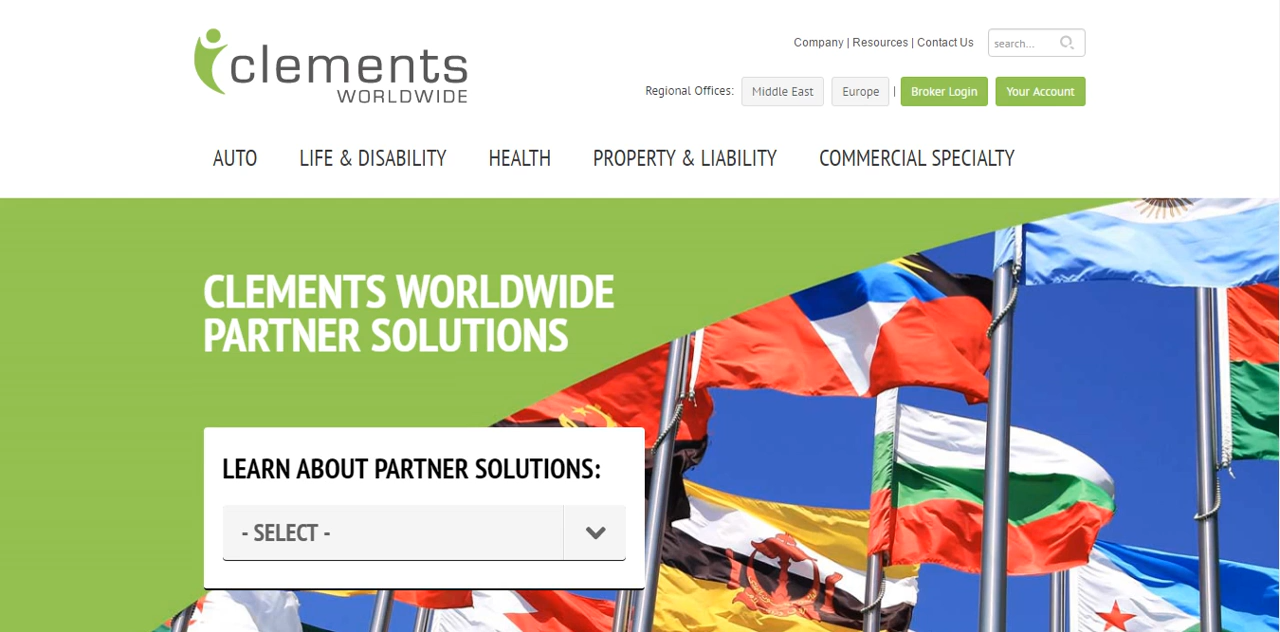 clements
WORLDWIDE
Company | Resources | Contact Us
search...
Regional Offices: Middle East Europe | Broker Login Your Account
AUTO LIFE & DISABILITY HEALTH PROPERTY & LIABILITY COMMERCIAL SPECIALTY
CLEMENTS WORLDWIDE
PARTNER SOLUTIONS
LEARN ABOUT PARTNER SOLUTIONS:
- SELECT -